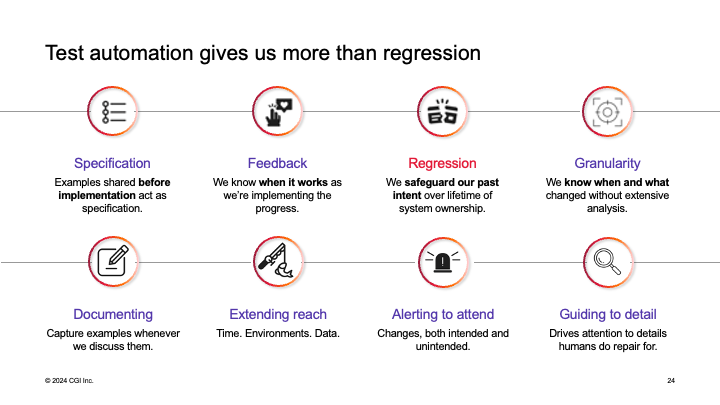 Test automation gives us more than regression
Specification
Examples shared before
implementation act as
specification.
Feedback
We know when it works as
we're implementing the
progress.
Regression
We safeguard our past
intent over lifetime of
system ownership.
Granularity
We know when and what
changed without extensive
analysis.
Documenting
Capture examples whenever
we discuss them.
Extending reach
Time. Environments. Data.
Alerting to attend
Changes, both intended and
unintended.
Guiding to detail
Drives attention to details
humans do repair for.
© 2024 CGI Inc.
24